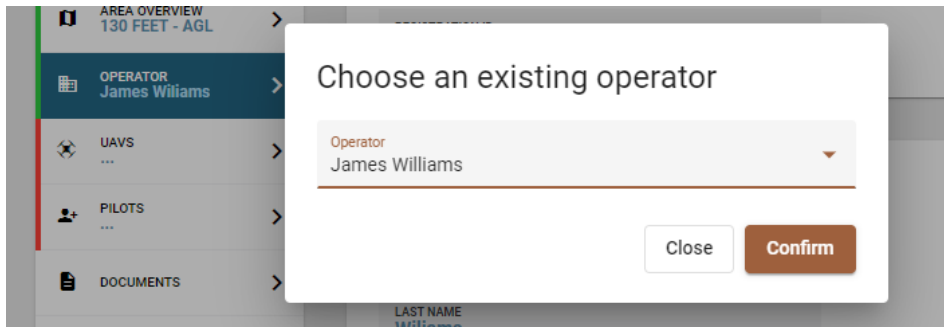 AREA OVERVIEW
130 FEET - AGL
OPERATOR
James Wiliams
UAVS
...
PILOTS
...
DOCUMENTS
Choose an existing operator
Operator
James Williams
Close
Confirm
LAST NAME
Wiliams